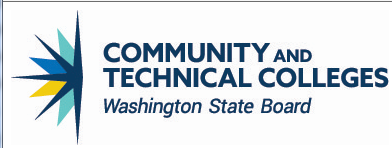 COMMUNITY AND
TECHNICAL COLLEGES
Washington State Board